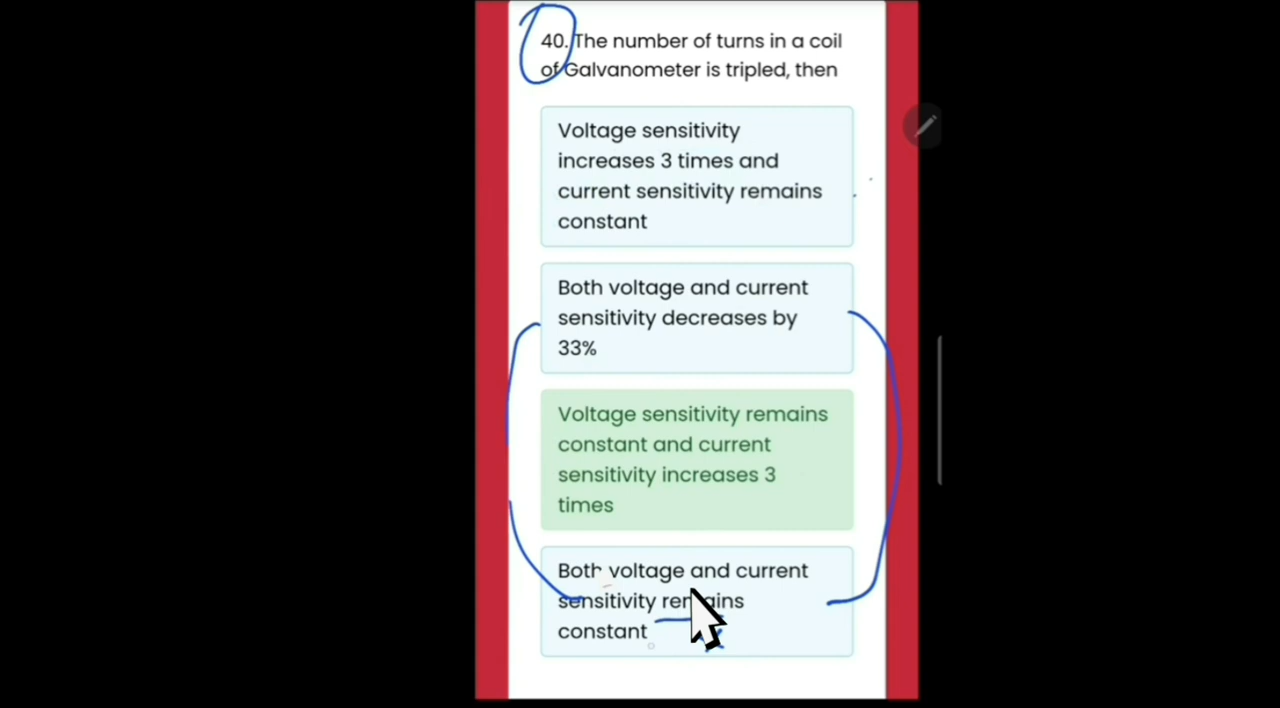 40. The number of turns in a coil
of Galvanometer is tripled, then
Voltage sensitivity
increases 3 times and
current sensitivity remains
constant
Both voltage and current
sensitivity decreases by
33%
Voltage sensitivity remains
constant and current
sensitivity increases 3
times
Both voltage and current
sensitivity remains
constant